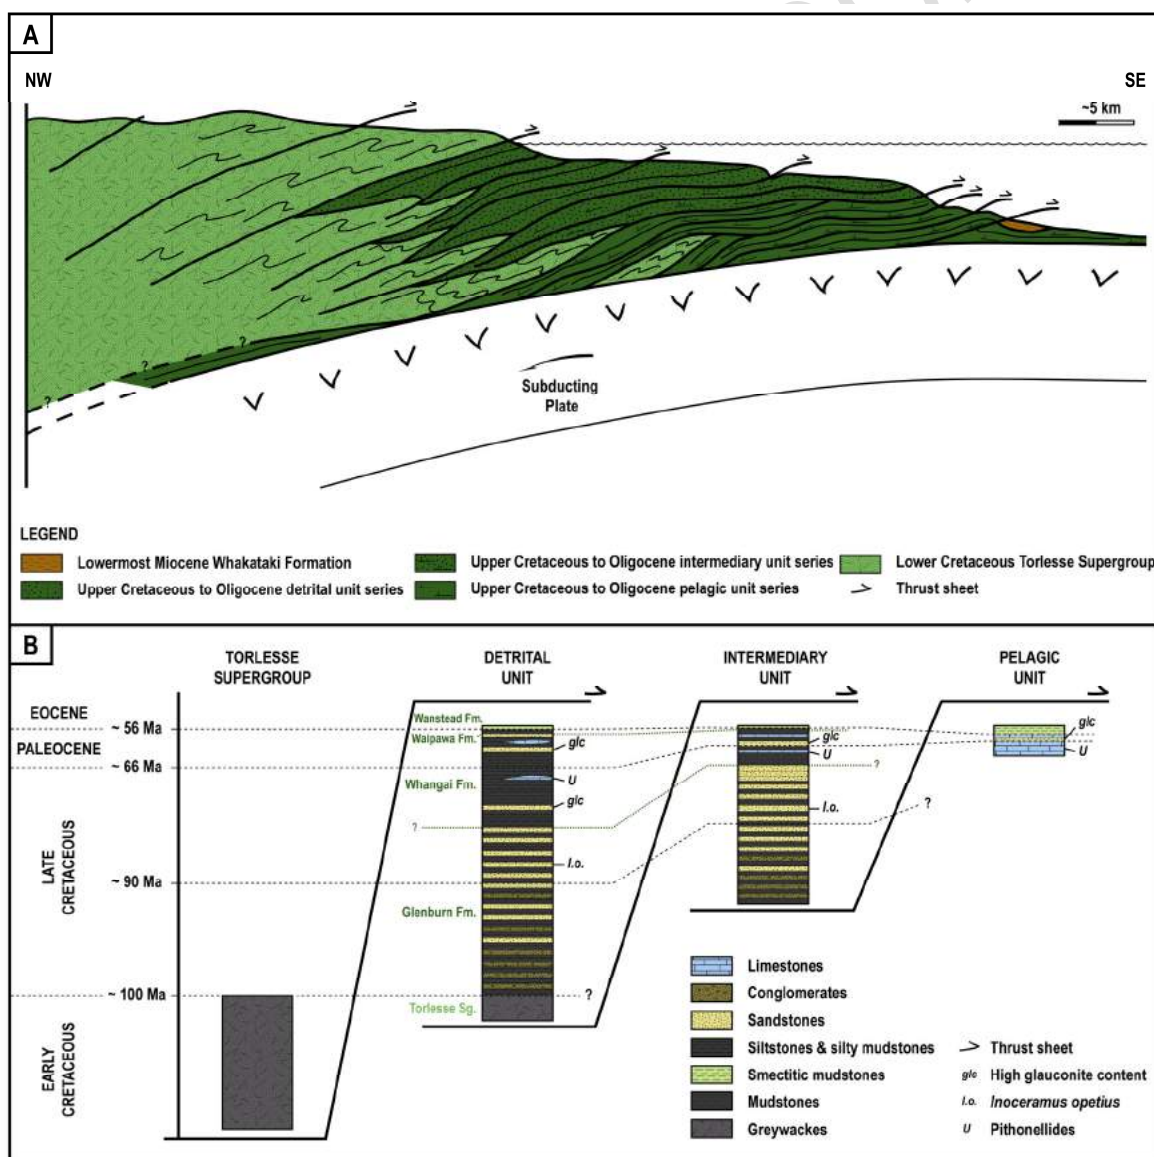 A
NW
SE
~5 km
?
?
?
Subducting
Plate
LEGEND
Lowermost Miocene Whakataki Formation
Upper Cretaceous to Oligocene detrital unit series
Upper Cretaceous to Oligocene intermediary unit series
Upper Cretaceous to Oligocene pelagic unit series
Lower Cretaceous Torlesse Supergroup
Thrust sheet
B
TORLESSE
SUPERGROUP
DETRITAL
UNIT
INTERMEDIARY
UNIT
PELAGIC
UNIT
EOCENE
~ 56 Ma
PALEOCENE
~ 66 Ma
LATE
CRETACEOUS
~ 90 Ma
~ 100 Ma
EARLY
CRETACEOUS
Wanstead Fm.
Waipawa Fm.
Whangai Fm.
?
Glenburn Fm.
Torlesse Sg.
glc
U
glc
I.o.
?
glc
U
?
I.o.
?
glc
U
Limestones
Conglomerates
Sandstones
Siltstones & silty mudstones
Smectitic mudstones
Mudstones
Greywackes
Thrust sheet
glc High glauconite content
I.o. Inoceramus opetius
U Pithonellides